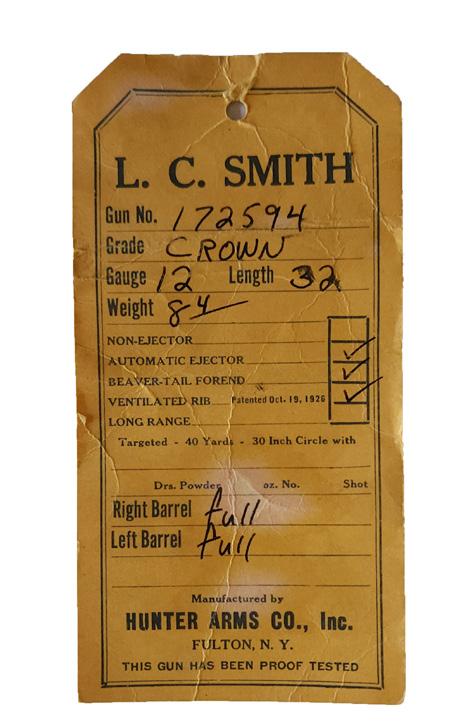 L. C. SMITH
Gun No. 172594
Grade CROWN
Gauge 12 Length 32
Weight 8 4
NON-EJECTOR
AUTOMATIC EJECTOR ✓
BEAVER-TAIL FOREND ✓
VENTILATED RIB Patented Oct. 19, 1926 ✓
LONG RANGE
Targeted - 40 Yards - 30 Inch Circle with
Drs. Powder oz. No. Shot
Right Barrel full
Left Barrel full
Manufactured by
HUNTER ARMS CO., Inc.
FULTON, N. Y.
THIS GUN HAS BEEN PROOF TESTED